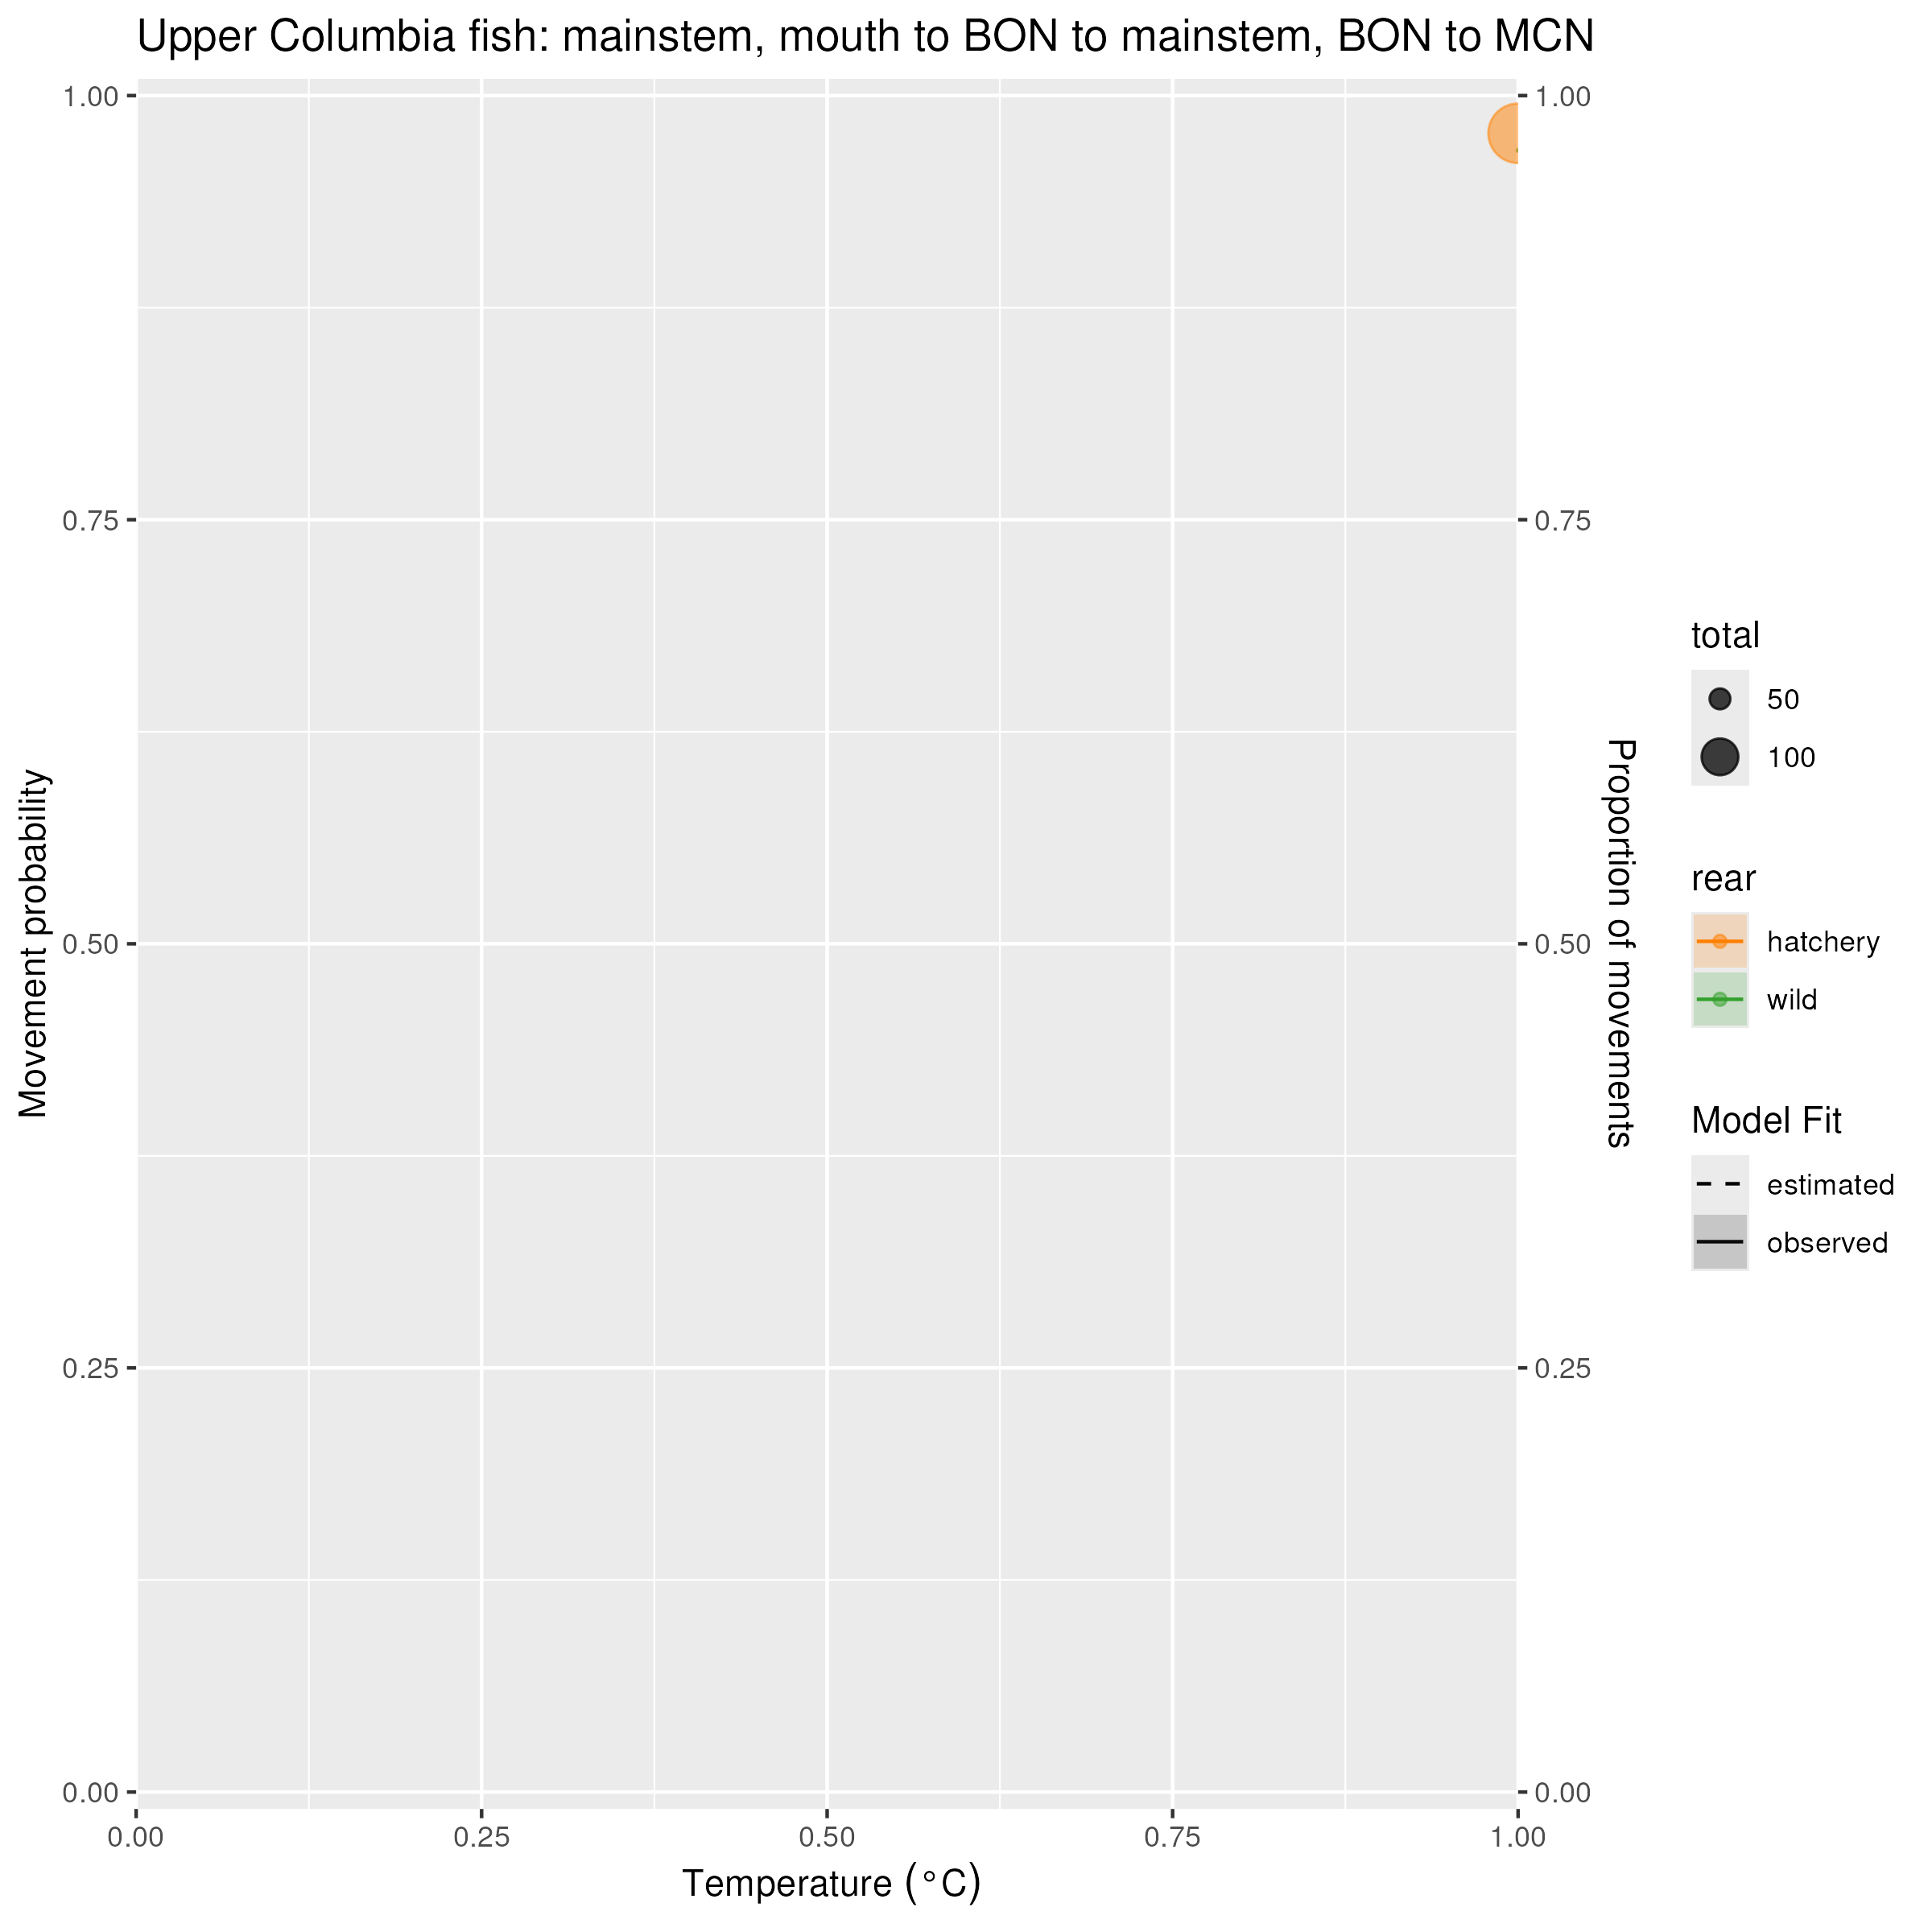 Upper Columbia fish: mainstem, mouth to BON to mainstem, BON to MCN
Movement probability
1.00
0.75
0.50
0.25
0.00
0.00
0.25
0.50
0.75
1.00
Temperature (°C)
1.00
0.75
0.50
0.25
0.00
Proportion of movements
total
50
100
rear
hatchery
wild
Model Fit
estimated
observed